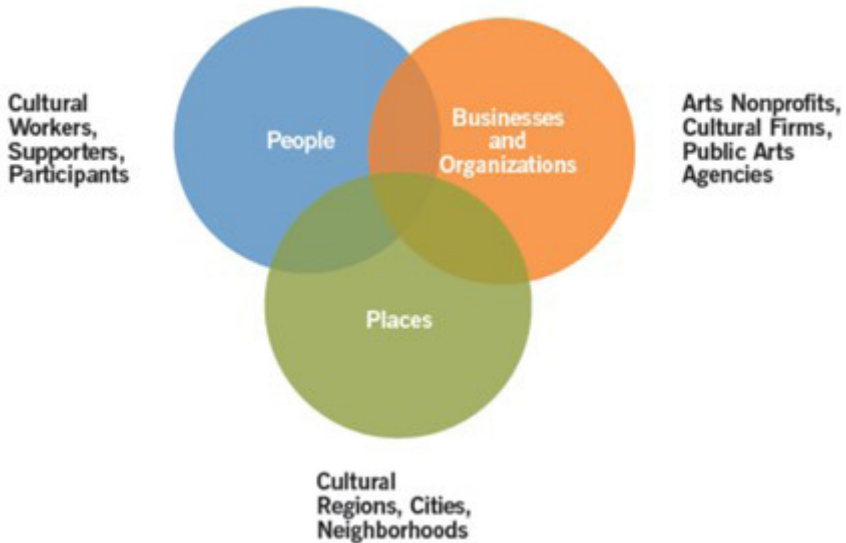 Cultural
Workers,
Supporters,
Participants
People
Businesses
and
Organizations
Arts Nonprofits,
Cultural Firms,
Public Arts
Agencies
Places
Cultural
Regions, Cities,
Neighborhoods